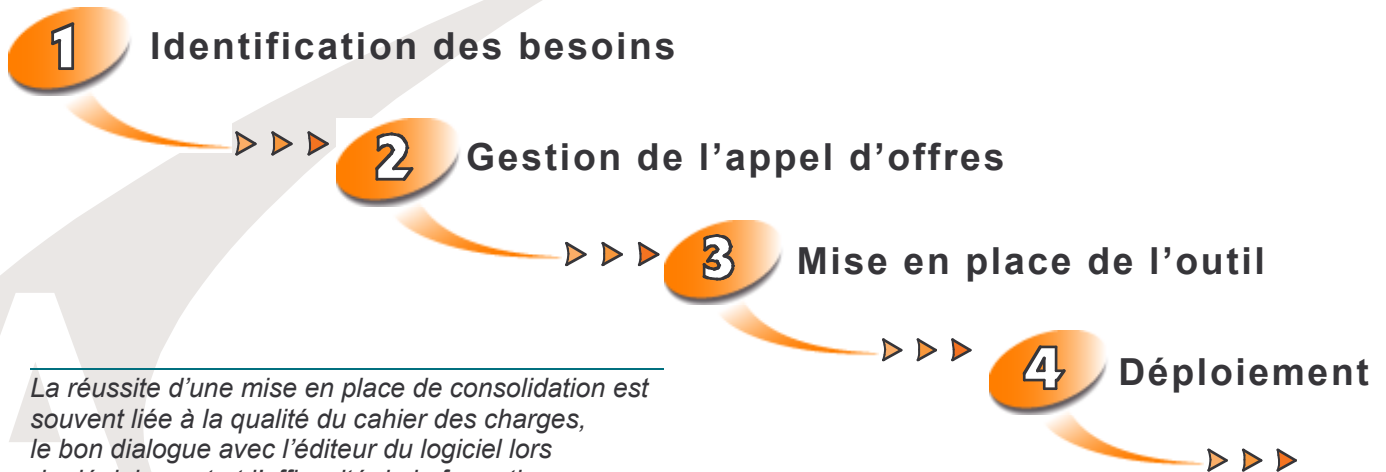 1 Identification des besoins
2 Gestion de l’appel d’offres
3 Mise en place de l’outil
4 Déploiement
La réussite d’une mise en place de consolidation est
souvent liée à la qualité du cahier des charges,
le bon dialogue avec l’éditeur du logiciel lors